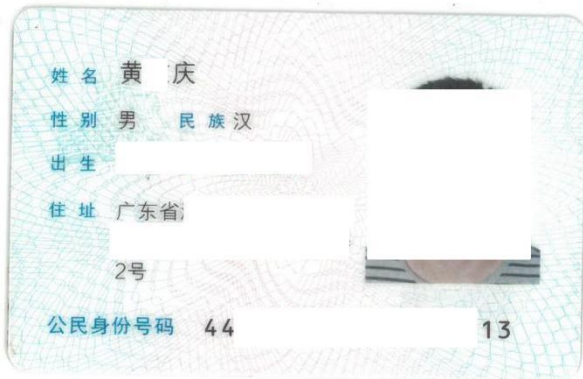 姓名 黄 庆
性别 男 民族 汉
出生
住址 广东省
2号
公民身份号码 44 13